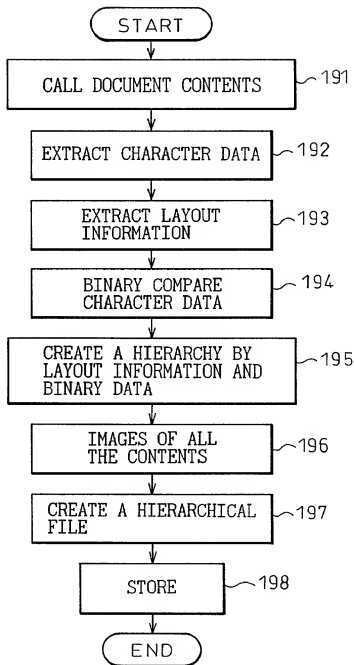 START
CALL DOCUMENT CONTENTS
191
EXTRACT CHARACTER DATA
192
EXTRACT LAYOUT
INFORMATION
193
BINARY COMPARE
CHARACTER DATA
194
CREATE A HIERARCHY BY
LAYOUT INFORMATION AND
BINARY DATA
195
IMAGES OF ALL
THE CONTENTS
196
CREATE A HIERARCHICAL
FILE
197
STORE
198
END